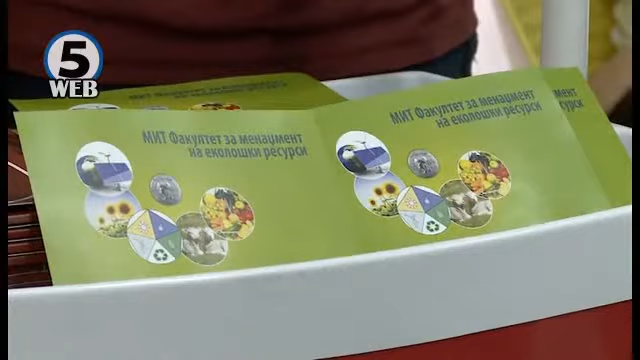 5
WEB
МИТ Факултет за менаџмент
на еколошки ресурси
МИТ Факултет за менаџмент
на еколошки ресурси